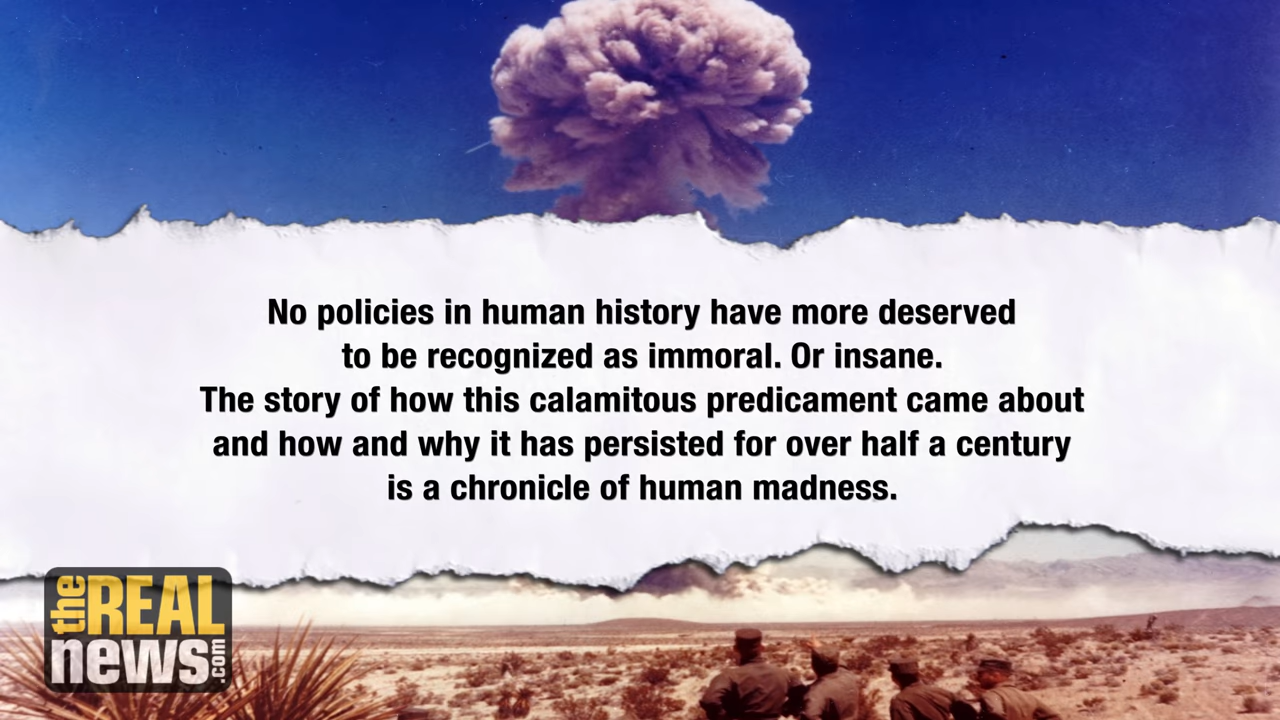 No policies in human history have more deserved
to be recognized as immoral. Or insane.
The story of how this calamitous predicament came about
and how and why it has persisted for over half a century
is a chronicle of human madness.
the REAL
news.com